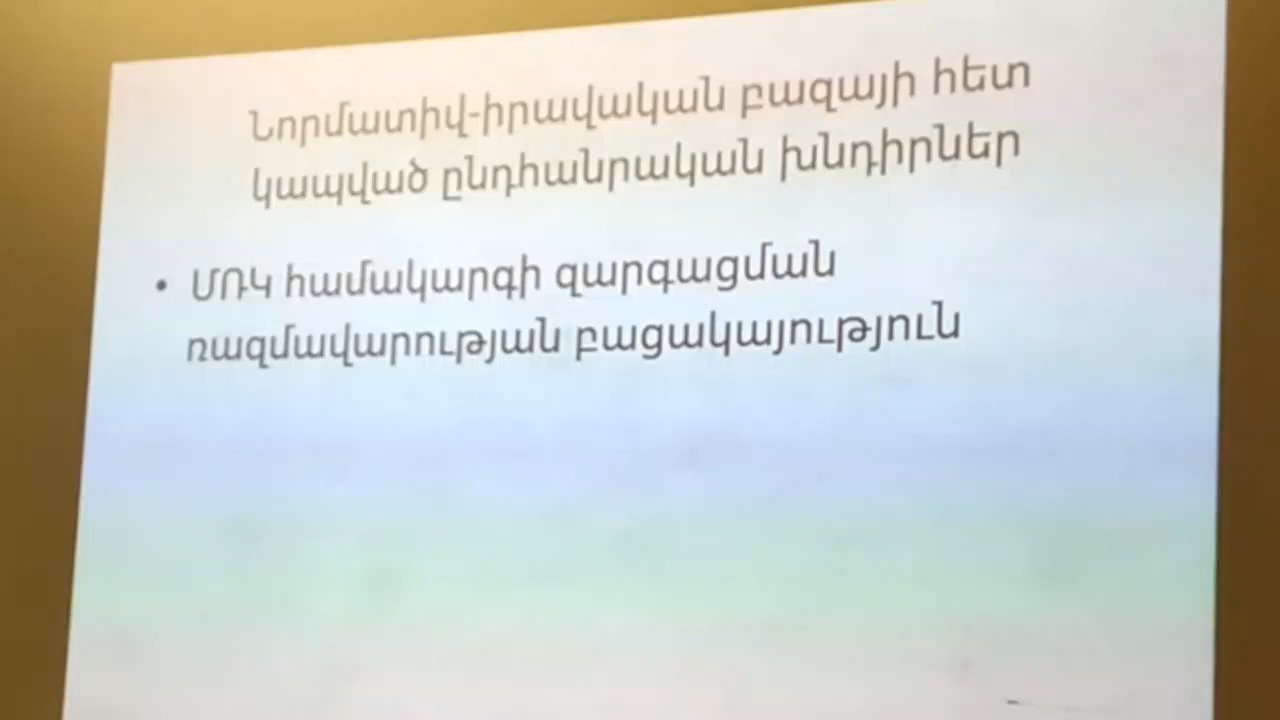 Նորմատիվ-իրավական բազայի հետ
կապված ընդհանրական խնդիրներ
• ՄՌԿ համակարգի զարգացման
ռազմավարության բացակայություն